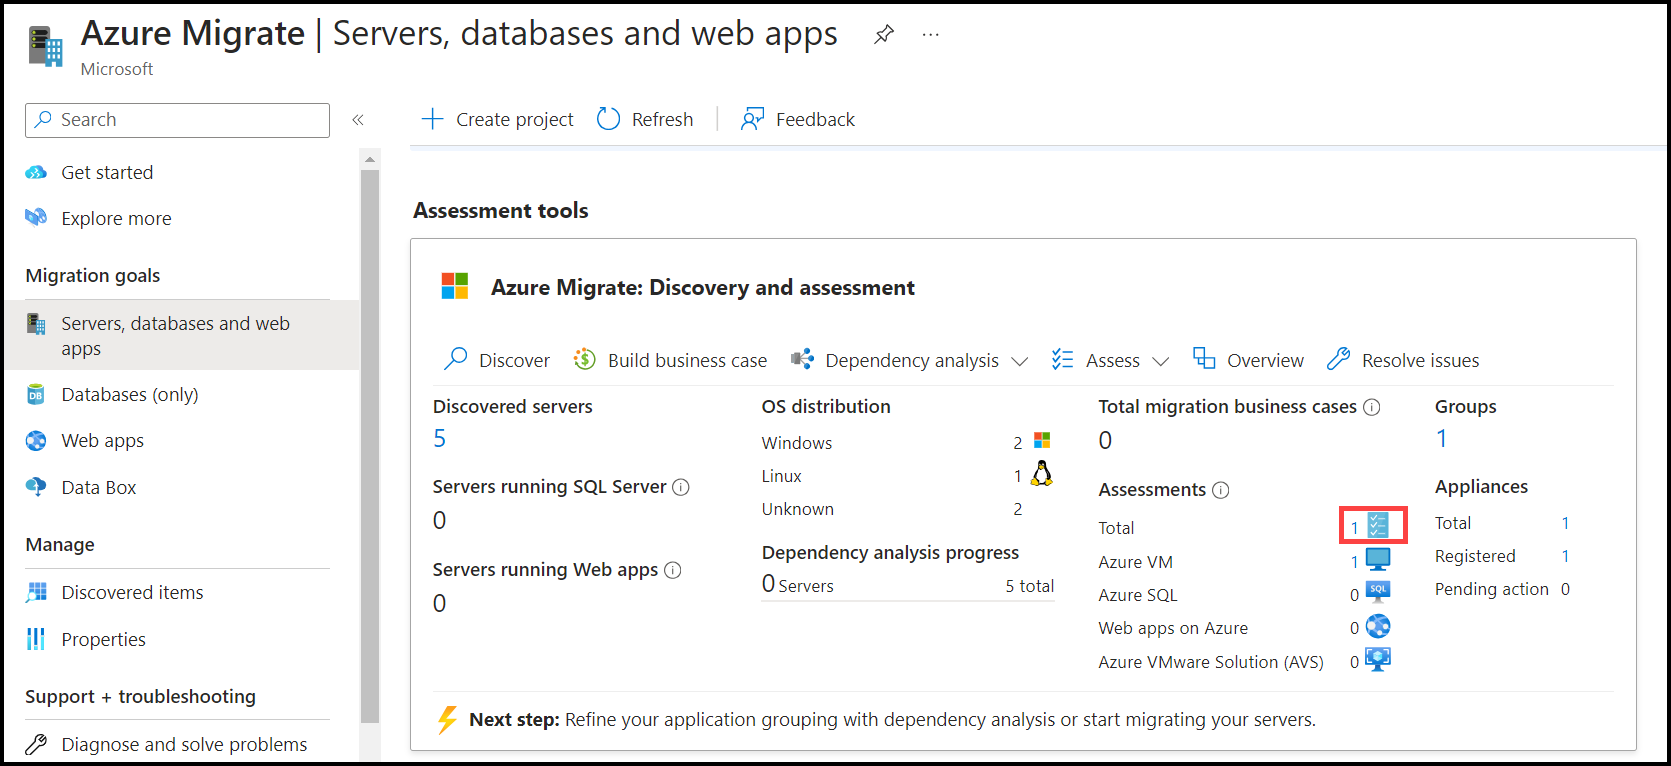 Azure Migrate | Servers, databases and web apps
Microsoft
Search
Get started
Explore more
Migration goals
Servers, databases and web
apps
Databases (only)
Web apps
Data Box
Manage
Discovered items
Properties
Support + troubleshooting
Diagnose and solve problems
Create project
Refresh
Feedback
Assessment tools
Azure Migrate: Discovery and assessment
Discover
Build business case
Dependency analysis
Assess
Overview
Resolve issues
Discovered servers
5
Servers running SQL Server
0
Servers running Web apps
0
OS distribution
Windows 2
Linux 1
Unknown 2
Dependency analysis progress
0 Servers 5 total
Total migration business cases
0
Assessments
Total 1
Azure VM 1
Azure SQL 0 SQL
Web apps on Azure 0
Azure VMware Solution (AVS) 0
Groups
1
Appliances
Total 1
Registered 1
Pending action 0
Next step: Refine your application grouping with dependency analysis or start migrating your servers.